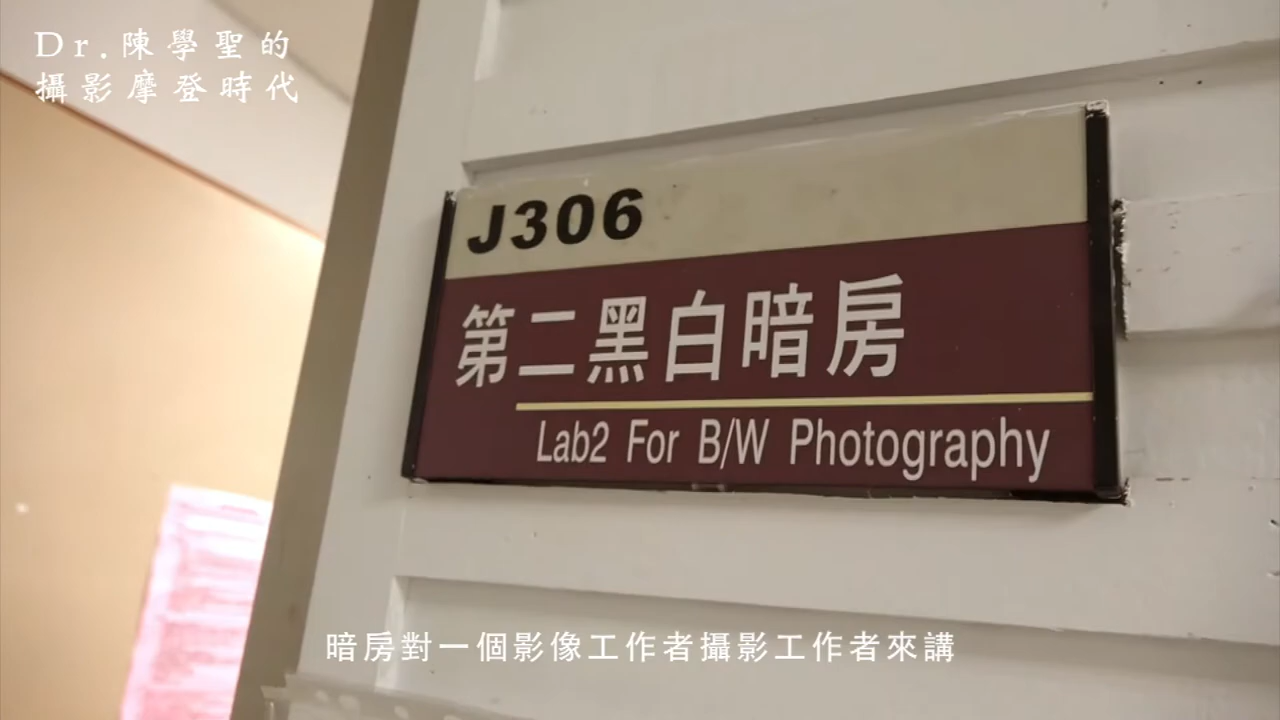 Dr.陳學聖的
攝影摩登時代
J306
第二黑白暗房
Lab2 For B/W Photography
暗房對一個影像工作者攝影工作者來講